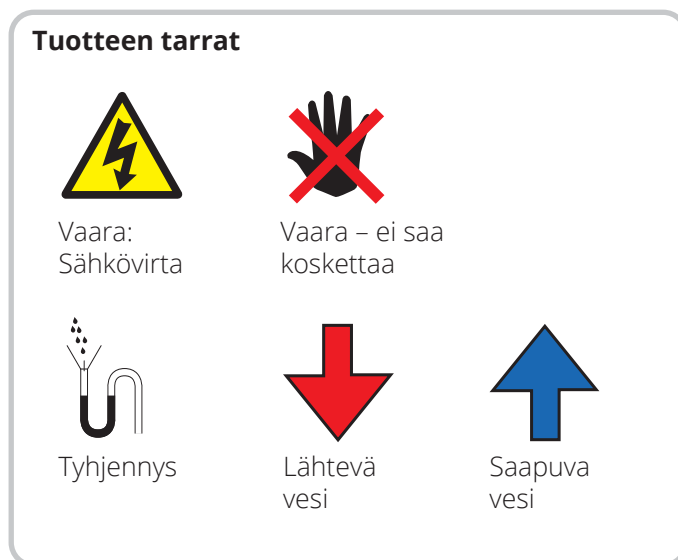 Tuotteen tarrat
Vaara:
Sähkövirta
Vaara – ei saa
koskettaa
Tyhjennys
Lähtevä
vesi
Saapuva
vesi